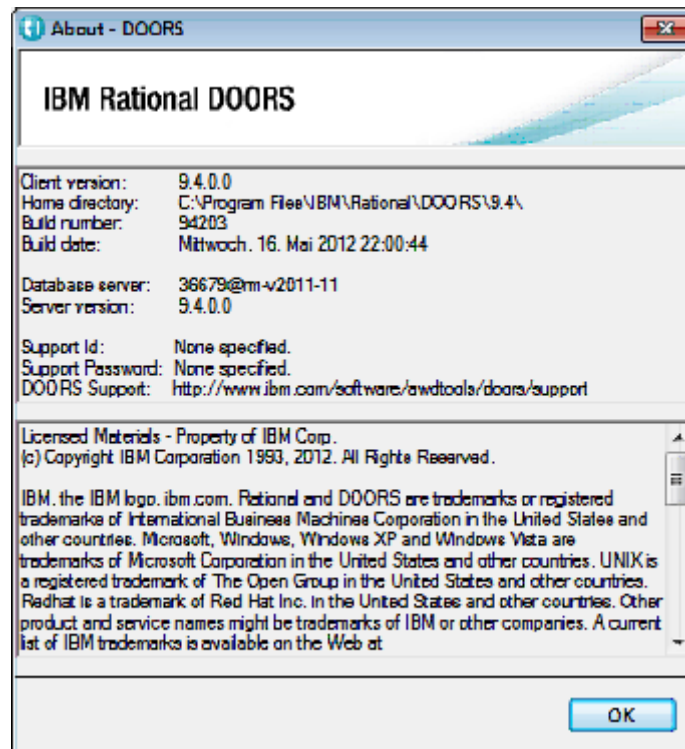 About - DOORS
IBM Rational DOORS
Client version: 9.4.0.0
Home directory: C:\Program Files\IBM\Rational\DOORS\9.4\
Build number: 94203
Build date: Mittwoch, 16. Mai 2012 22:00:44
Database server: 36679@rm-v2011-11
Server version: 9.4.0.0
Support Id: None specified.
Support Password: None specified.
DOORS Support: http://www.ibm.com/software/awdtools/doors/support
Licensed Materials - Property of IBM Corp.
(c) Copyright IBM Corporation 1993, 2012. All Rights Reserved.
IBM, the IBM logo, ibm.com, Rational and DOORS are trademarks or registered
trademarks of International Business Machines Corporation in the United States and
other countries. Microsoft, Windows, Windows XP and Windows Vista are
trademarks of Microsoft Corporation in the United States and other countries. UNIX is
a registered trademark of The Open Group in the United States and other countries.
Redhat is a trademark of Red Hat Inc. in the United States and other countries. Other
product and service names might be trademarks of IBM or other companies. A current
list of IBM trademarks is available on the Web at
OK